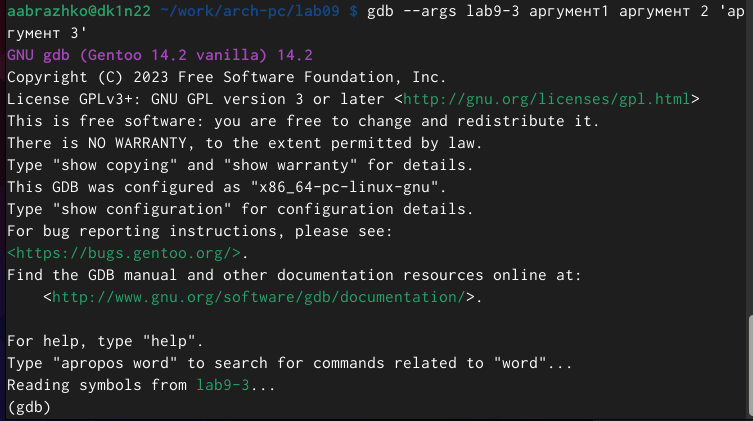 aabrazhko@dk1n22 ~/work/arch-pc/lab09 $ gdb --args lab9-3 аргумент1 аргумент 2 'ар
гумент 3'
GNU gdb (Gentoo 14.2 vanilla) 14.2
Copyright (C) 2023 Free Software Foundation, Inc.
License GPLv3+: GNU GPL version 3 or later <http://gnu.org/licenses/gpl.html>
This is free software: you are free to change and redistribute it.
There is NO WARRANTY, to the extent permitted by law.
Type "show copying" and "show warranty" for details.
This GDB was configured as "x86_64-pc-linux-gnu".
Type "show configuration" for configuration details.
For bug reporting instructions, please see:
<https://bugs.gentoo.org/>.
Find the GDB manual and other documentation resources online at:
    <http://www.gnu.org/software/gdb/documentation/>.

For help, type "help".
Type "apropos word" to search for commands related to "word"...
Reading symbols from lab9-3...
(gdb)